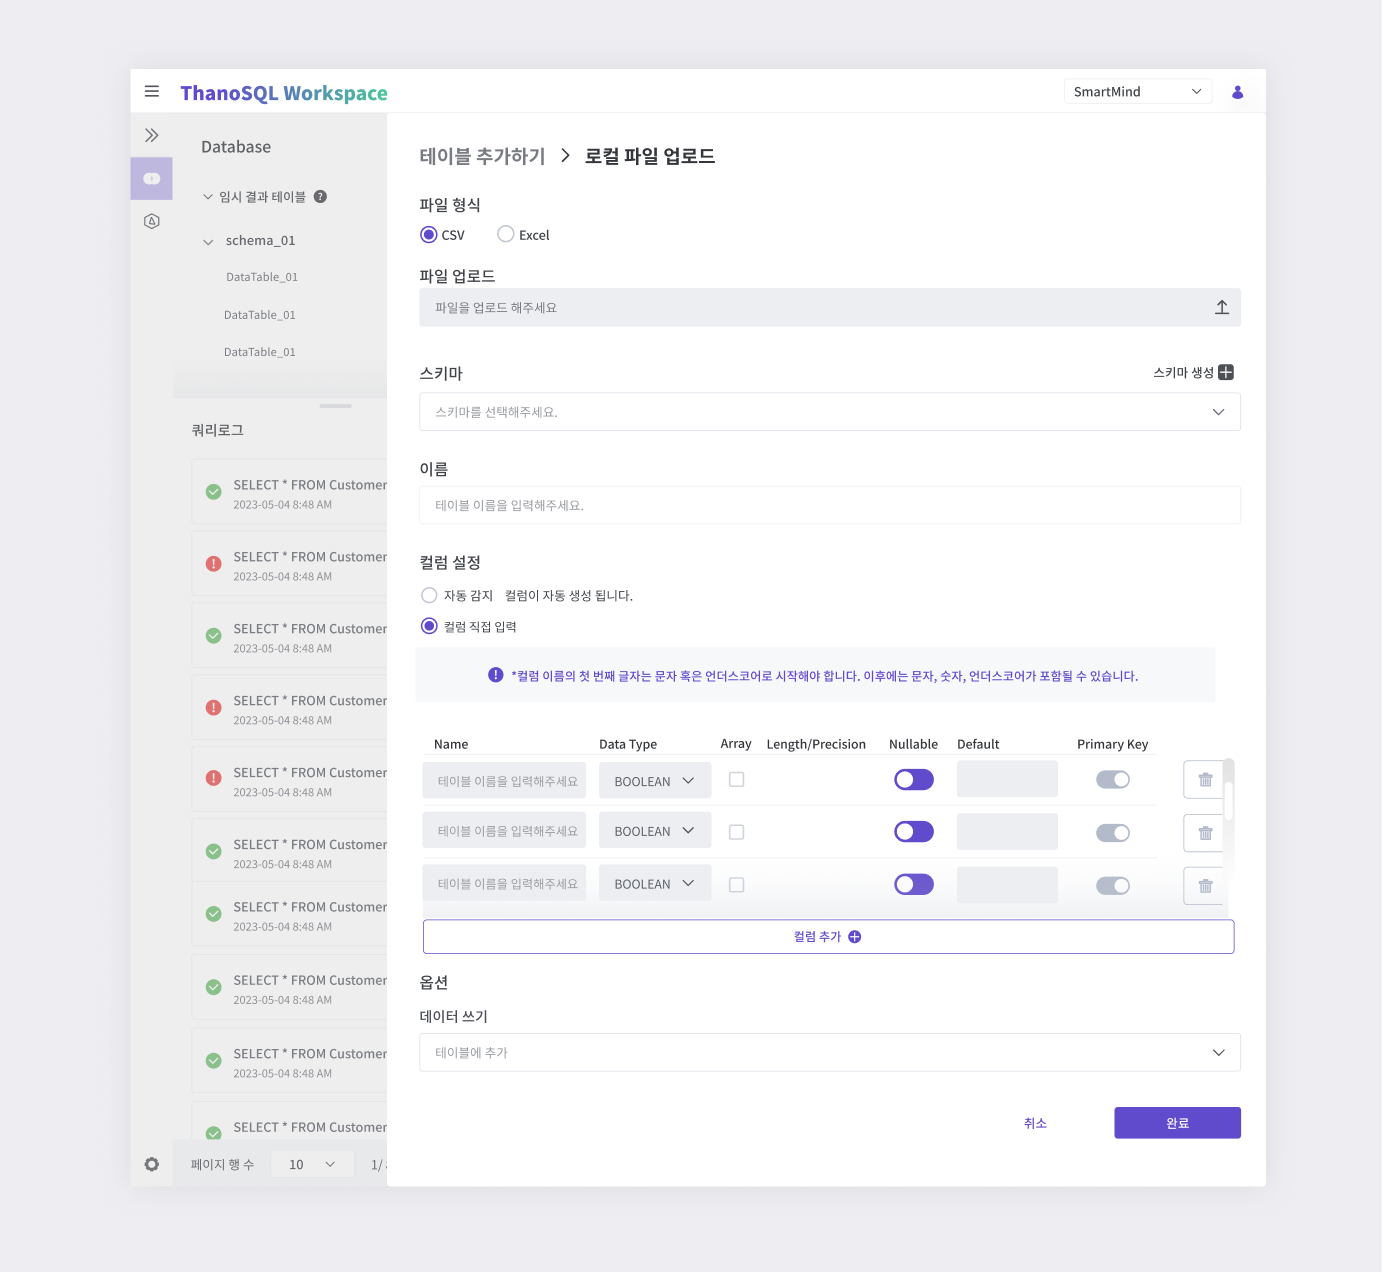 ThanoSQL Workspace
SmartMind
Database
임시 결과 테이블 ?
schema_01
DataTable_01
DataTable_01
DataTable_01
쿼리로그
SELECT * FROM Customer
2023-05-04 8:48 AM
SELECT * FROM Customer
2023-05-04 8:48 AM
SELECT * FROM Customer
2023-05-04 8:48 AM
SELECT * FROM Customer
2023-05-04 8:48 AM
SELECT * FROM Customer
2023-05-04 8:48 AM
SELECT * FROM Customer
2023-05-04 8:48 AM
SELECT * FROM Customer
2023-05-04 8:48 AM
SELECT * FROM Customer
2023-05-04 8:48 AM
SELECT * FROM Customer
2023-05-04 8:48 AM
SELECT * FROM Customer
페이지 행 수 10 1/
테이블 추가하기 > 로컬 파일 업로드
파일 형식
CSV Excel
파일 업로드
파일을 업로드 해주세요
스키마 스키마 생성
스키마를 선택해주세요.
이름
테이블 이름을 입력해주세요.
컬럼 설정
자동 감지 컬럼이 자동 생성 됩니다.
컬럼 직접 입력
*컬럼 이름의 첫 번째 글자는 문자 혹은 언더스코어로 시작해야 합니다. 이후에는 문자, 숫자, 언더스코어가 포함될 수 있습니다.
Name Data Type Array Length/Precision Nullable Default Primary Key
테이블 이름을 입력해주세요 BOOLEAN
테이블 이름을 입력해주세요 BOOLEAN
테이블 이름을 입력해주세요 BOOLEAN
컬럼 추가
옵션
데이터 쓰기
테이블에 추가
취소 완료